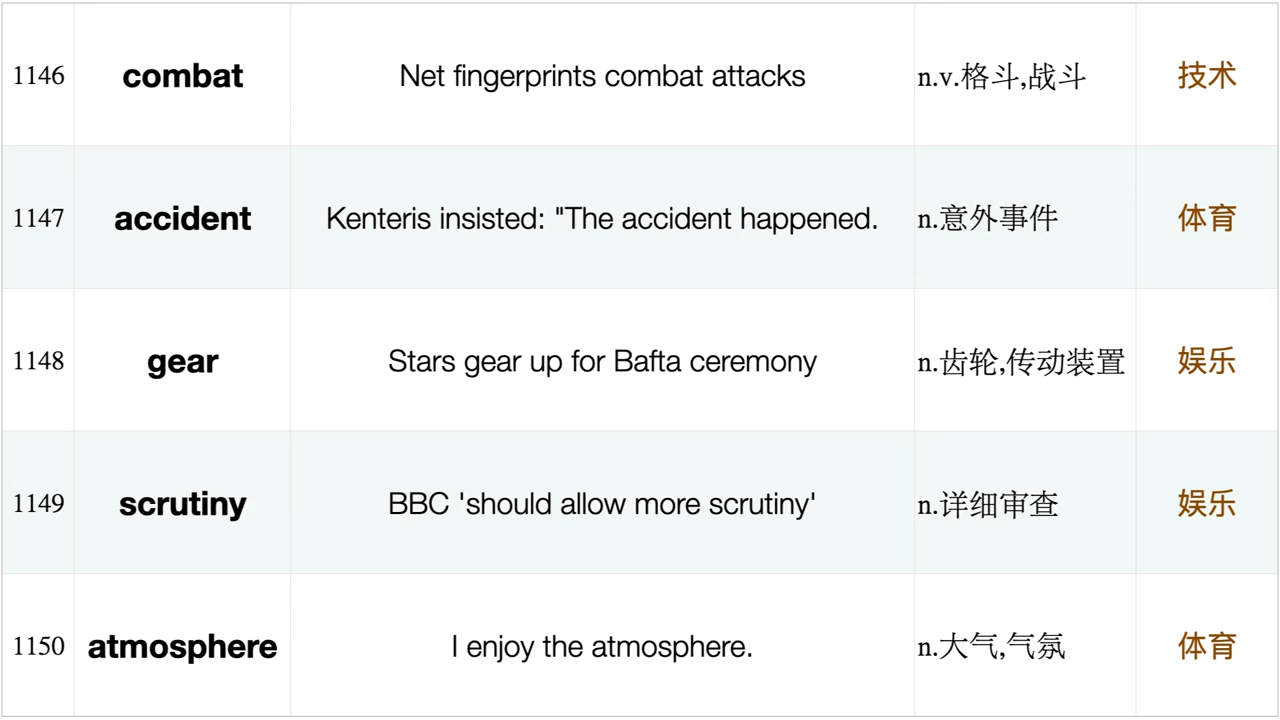 1146 combat Net fingerprints combat attacks n.v.格斗,战斗 技术
1147 accident Kenteris insisted: "The accident happened. n.意外事件 体育
1148 gear Stars gear up for Bafta ceremony n.齿轮,传动装置 娱乐
1149 scrutiny BBC 'should allow more scrutiny' n.详细审查 娱乐
1150 atmosphere I enjoy the atmosphere. n.大气,气氛 体育